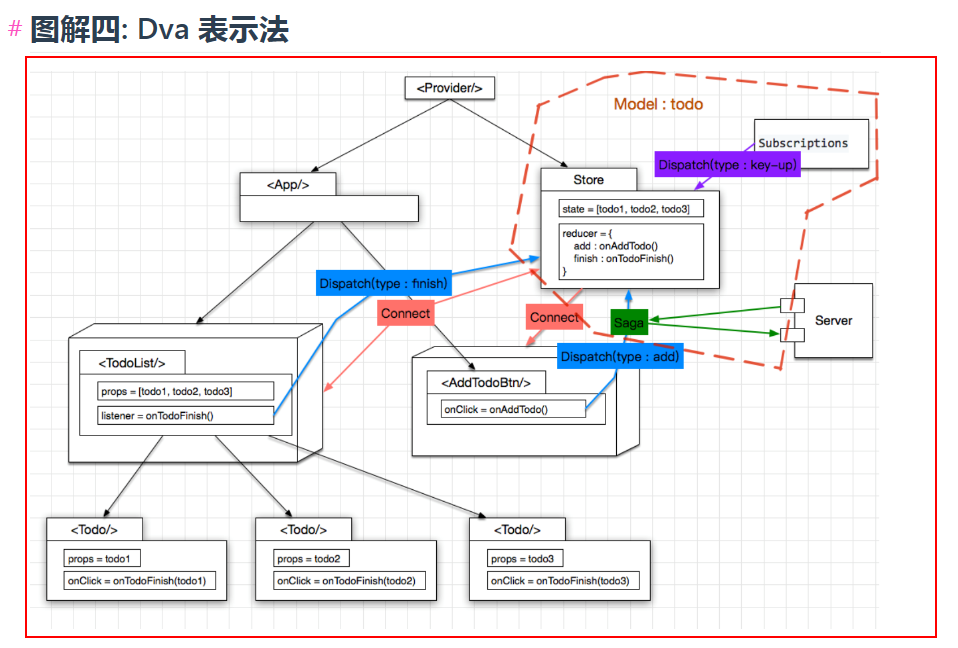 # 图解四: Dva 表示法
<Provider/>
Model : todo
Subscriptions
Dispatch(type : key-up)
<App/>
Store
state = [todo1, todo2, todo3]
reducer = {
add : onAddTodo()
finish : onTodoFinish()
}
Dispatch(type : finish)
Connect
Connect
Saga
Server
Dispatch(type : add)
<TodoList/>
props = [todo1, todo2, todo3]
listener = onTodoFinish()
<AddTodoBtn/>
onClick = onAddTodo()
<Todo/>
props = todo1
onClick = onTodoFinish(todo1)
<Todo/>
props = todo2
onClick = onTodoFinish(todo2)
<Todo/>
props = todo3
onClick = onTodoFinish(todo3)